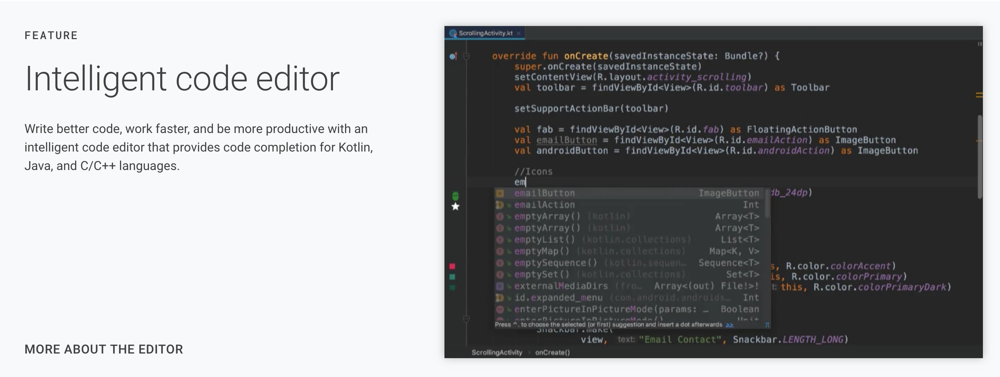 FEATURE
Intelligent code editor
Write better code, work faster, and be more productive with an
intelligent code editor that provides code completion for Kotlin,
Java, and C/C++ languages.
MORE ABOUT THE EDITOR
ScrollingActivity.kt
override fun onCreate(savedInstanceState: Bundle?) {
super.onCreate(savedInstanceState)
setContentView(R.layout.activity_scrolling)
val toolbar = findViewById<View>(R.id.toolbar) as Toolbar
setSupportActionBar(toolbar)
val fab = findViewById<View>(R.id.fab) as FloatingActionButton
val emailButton = findViewById<View>(R.id.emailAction) as ImageButton
val androidButton = findViewById<View>(R.id.androidAction) as ImageButton
//Icons
em
emailButton ImageButton db_24dp)
emailAction Int
emptyArray() (kotlin) Array<T>
emptyArray() (kotlin) Array<T>
emptyList() (kotlin.collections) List<T>
emptyMap() (kotlin.collections) Map<K, V>
emptySequence() (kotlin.sequen… Sequence<T>
s, R.color.colorAccent)
emptySet() (kotlin.collections) Set<T>
is, R.color.colorPrimary)
externalMediaDirs (fro… Array<(out) File!>!
t: this, R.color.colorPrimaryDark)
id.expanded_menu (com.android.androids… Int
enterPictureInPictureMode(params: … Boolean
enterPictureInPictureMode() Unit
Press ^. to choose the selected (or first) suggestion and insert a dot afterwards >> π
Snackbar.make(
view, text: "Email Contact", Snackbar.LENGTH_LONG)
ScrollingActivity › onCreate()